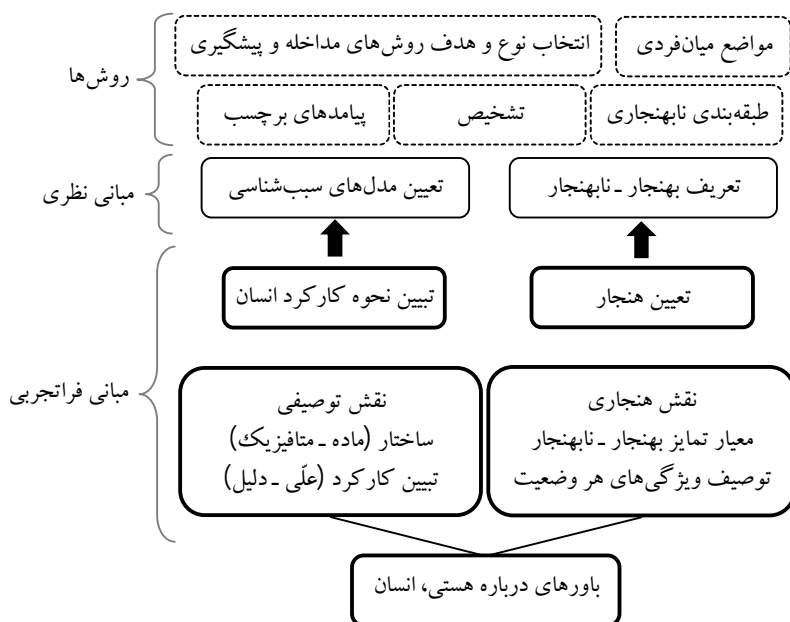 مواضع میان‌فردی
انتخاب نوع و هدف روش‌های مداخله و پیشگیری
روش‌ها
طبقه‌بندی نابهنجاری
تشخیص
پیامدهای برچسب
تعریف بهنجار ـ نابهنجار
تعیین مدل‌های سبب‌شناسی
مبانی نظری
تعیین هنجار
تبیین نحوه کارکرد انسان
مبانی فراتجربی
نقش هنجاری
معیار تمایز بهنجار ـ نابهنجار
توصیف ویژگی‌های هر وضعیت
نقش توصیفی
ساختار (ماده ـ متافیزیک)
تبیین کارکرد (علّی ـ دلیل)
باورهای درباره هستی، انسان